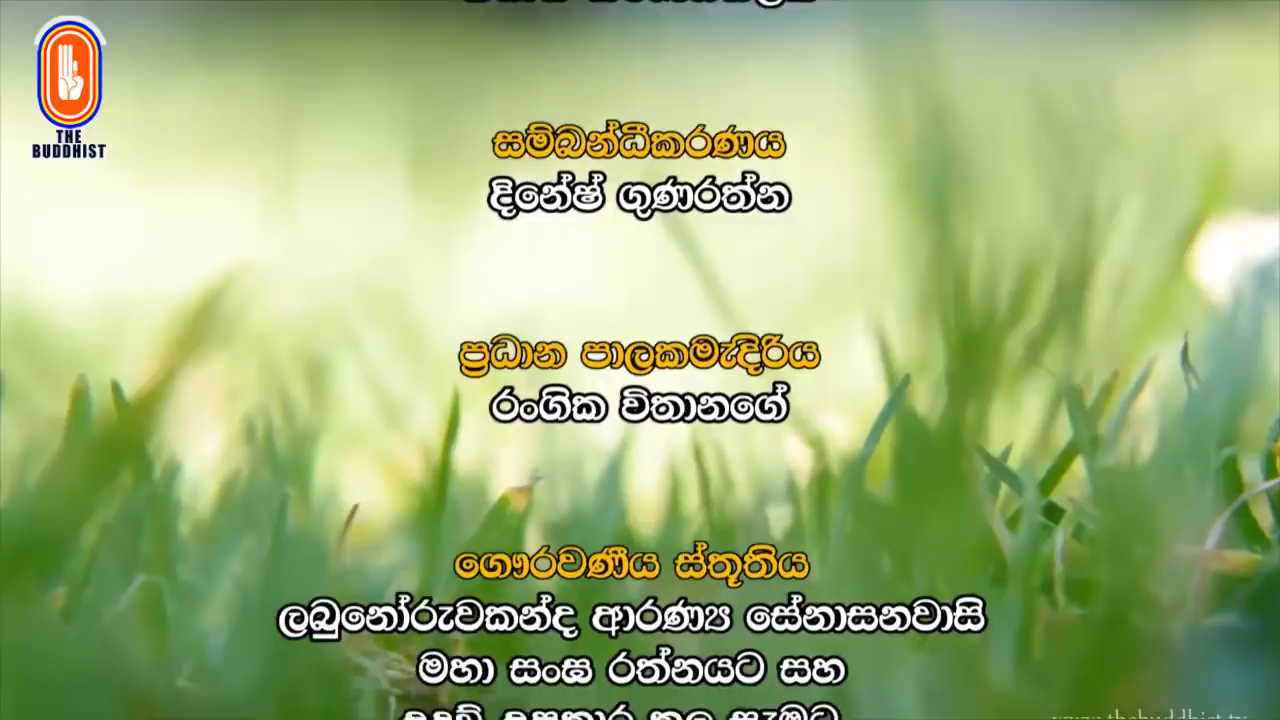 THE
BUDDHIST
සම්බන්ධීකරණය
දිනේෂ් ගුණරත්න
ප්‍රධාන පාලකමැදිරිය
රංගික විතානගේ
ගෞරවණීය ස්තූතිය
ලබුනෝරුවකන්ද ආරණ්‍ය සේනාසනවාසි
මහා සංඝ රත්නයට සහ